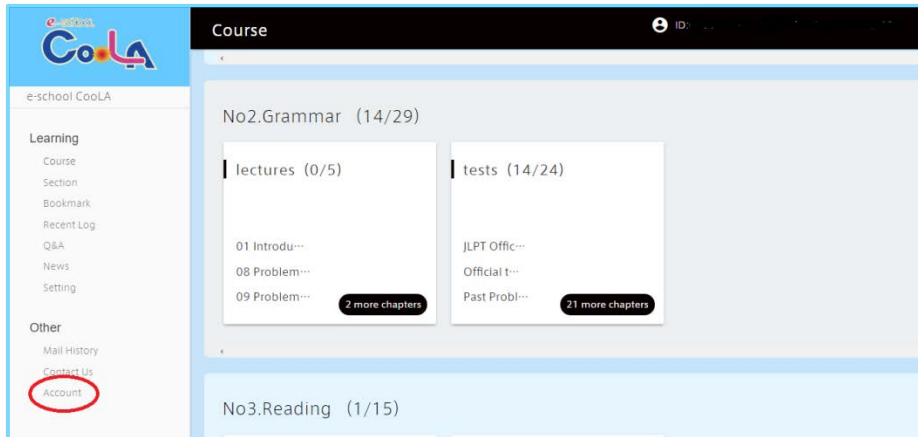 e-school
CooLA
e-school CooLA
Learning
Course
Section
Bookmark
Recent Log
Q&A
News
Setting
Other
Mail History
Contact Us
Account
Course
ID:
No2.Grammar (14/29)
lectures (0/5)
01 Introdu…
08 Problem…
09 Problem…
2 more chapters
tests (14/24)
JLPT Offic…
Official t…
Past Probl…
21 more chapters
No3.Reading (1/15)